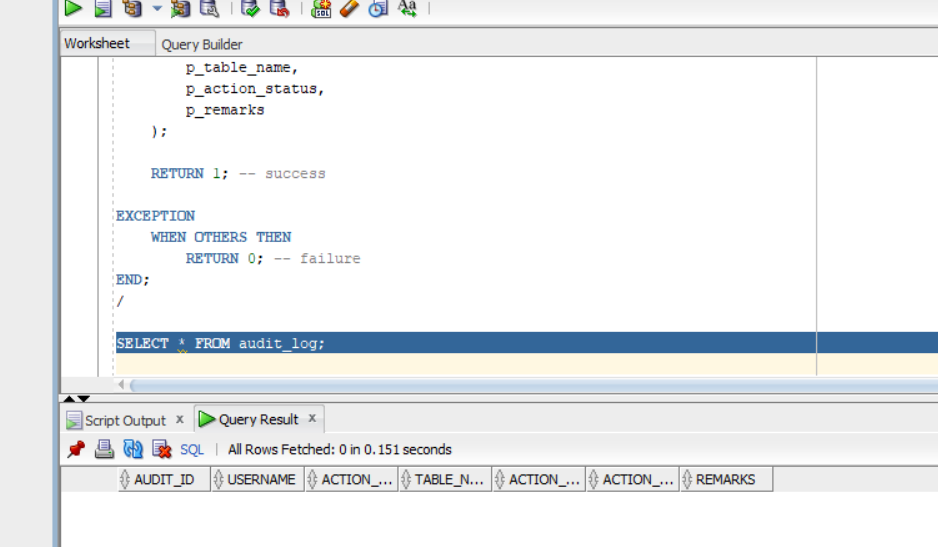 SQL Aa
Worksheet Query Builder
p_table_name,
p_action_status,
p_remarks
);
RETURN 1; -- success
EXCEPTION
WHEN OTHERS THEN
RETURN 0; -- failure
END;
/
SELECT * FROM audit_log;
Script Output x Query Result x
SQL | All Rows Fetched: 0 in 0.151 seconds
AUDIT_ID USERNAME ACTION_... TABLE_N... ACTION_... ACTION_... REMARKS